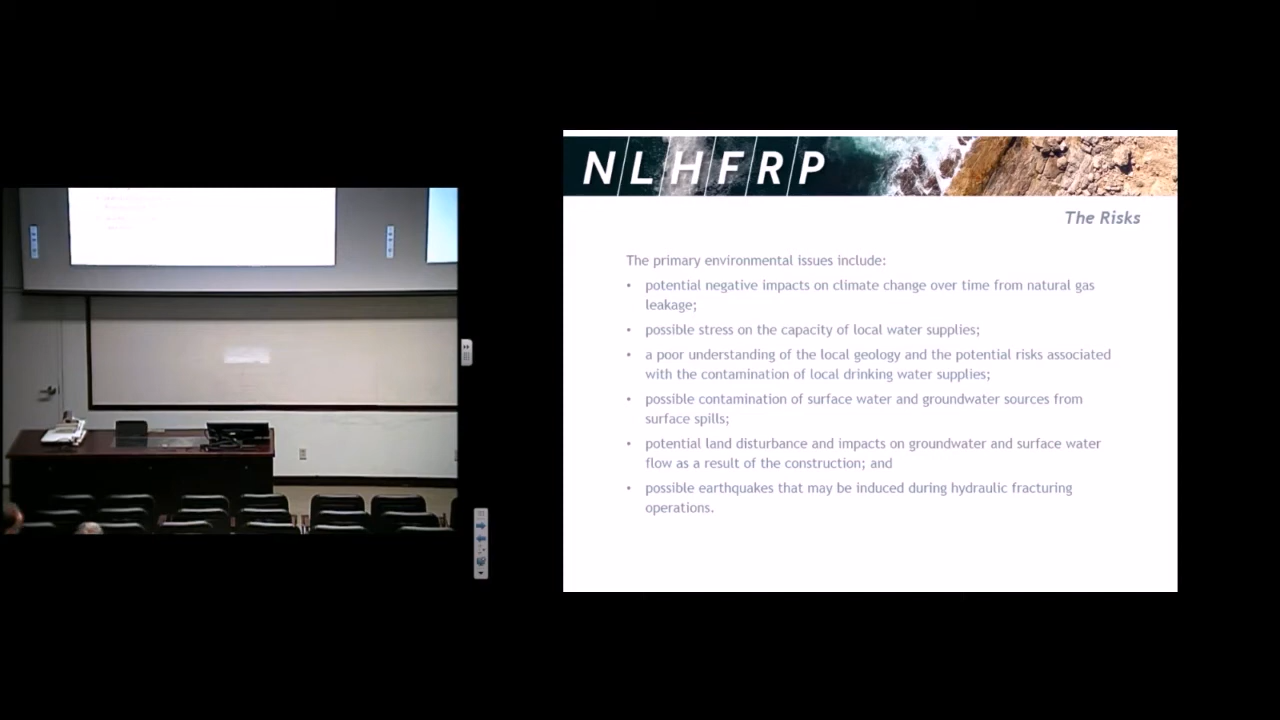 NLHFRP
The Risks
The primary environmental issues include:
• potential negative impacts on climate change over time from natural gas
leakage;
• possible stress on the capacity of local water supplies;
• a poor understanding of the local geology and the potential risks associated
with the contamination of local drinking water supplies;
• possible contamination of surface water and groundwater sources from
surface spills;
• potential land disturbance and impacts on groundwater and surface water
flow as a result of the construction; and
• possible earthquakes that may be induced during hydraulic fracturing
operations.